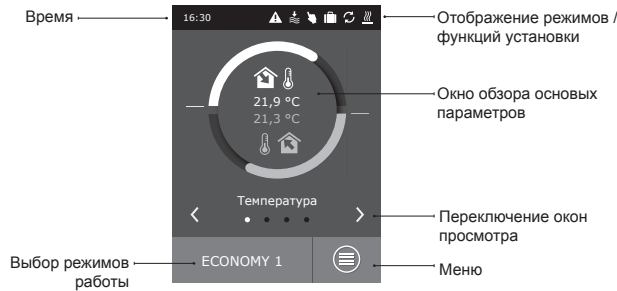 Время
16:30
Отображение режимов /
функций установки
21,9 °C
21,3 °C
Окно обзора основых
параметров
Температура
Переключение окон
просмотра
Выбор режимов
работы
ECONOMY 1
Меню